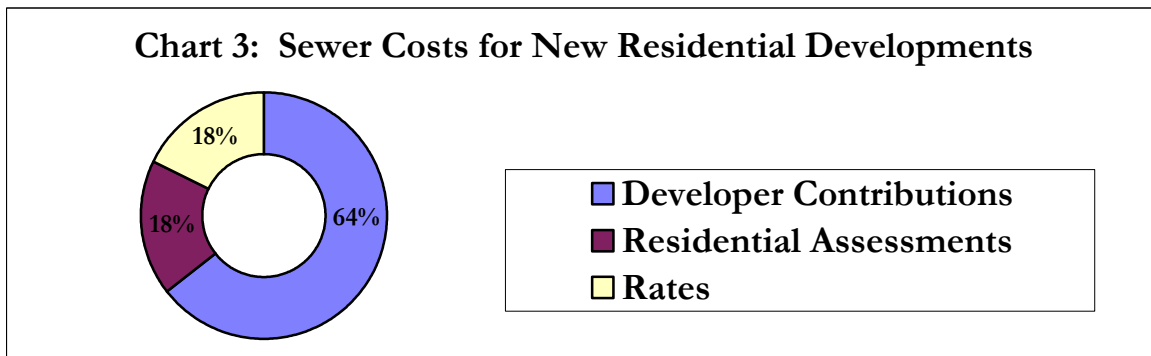 Chart 3: Sewer Costs for New Residential Developments
18%
18%
64%
Developer Contributions
Residential Assessments
Rates